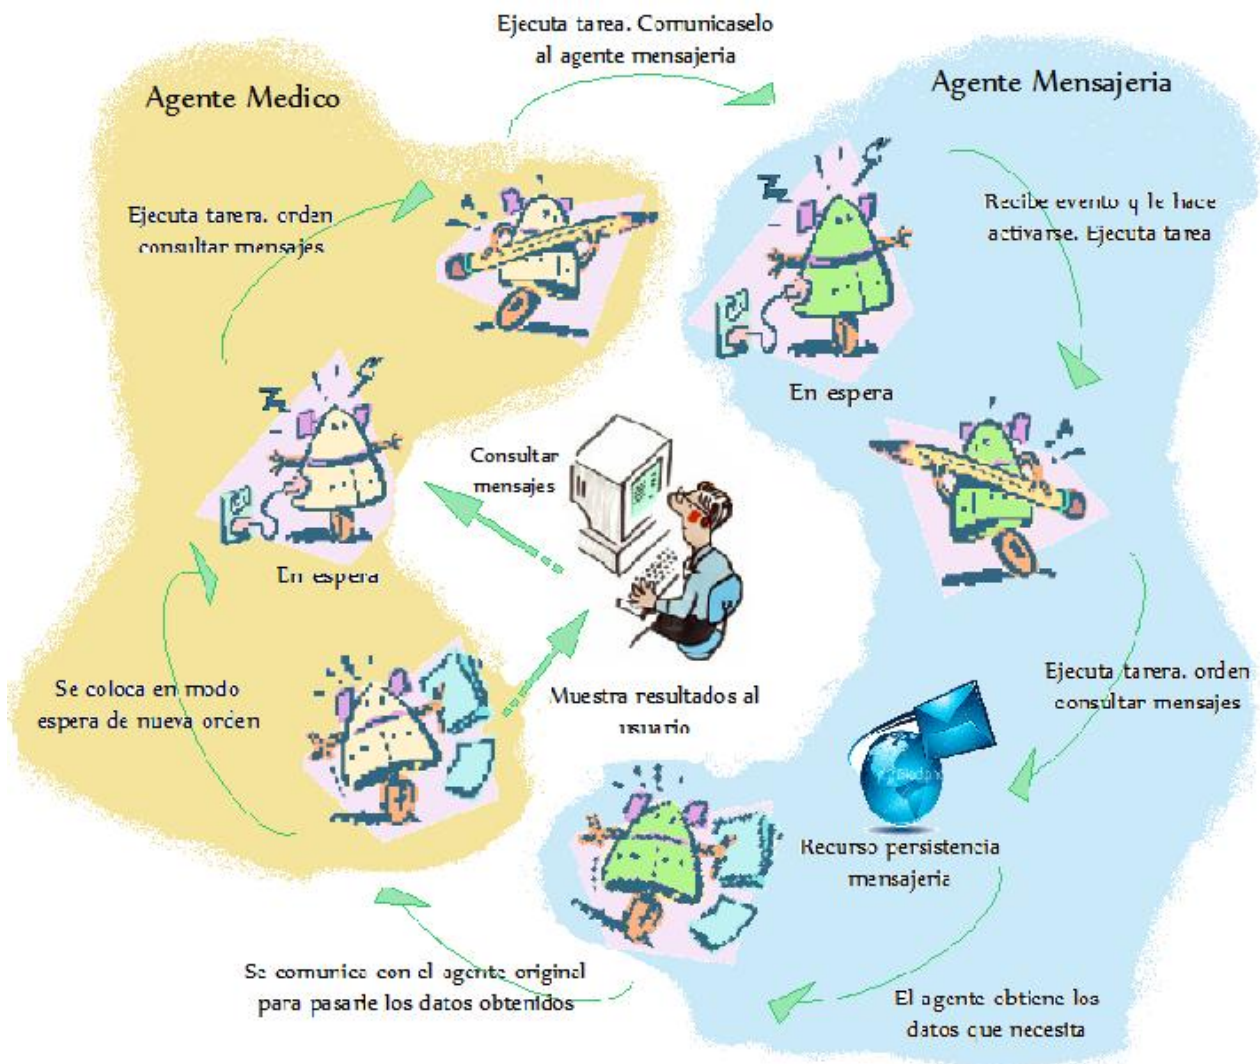 Ejecuta tarea. Comunicaselo
al agente mensajeria
Agente Medico
Agente Mensajeria
Ejecuta tarera. orden
consultar mensajes
Recibe evento q le hace
activarse. Ejecuta tarea
En espera
Consultar
mensajes
En espera
Se coloca en modo
espera de nueva orden
Muestra resultados al
usuario
Ejecuta tarera. orden
consultar mensajes
Recurso persistencia
mensajeria
Se comunica con el agente original
para pasarle los datos obtenidos
El agente obtiene los
datos que necesita